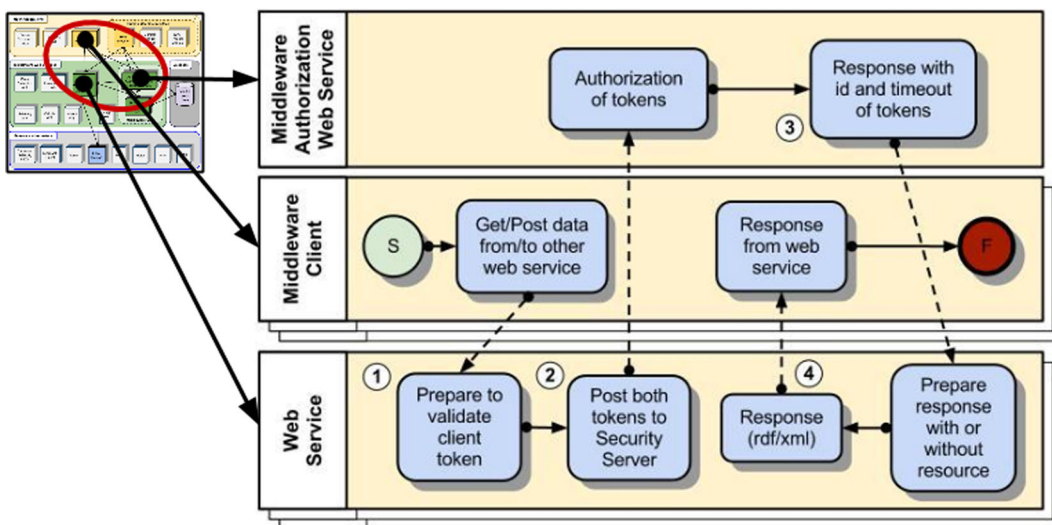 Middleware
Authorization
Web Service
Authorization
of tokens
Response with
id and timeout
of tokens
3
Middleware
Client
S
Get/Post data
from/to other
web service
Response
from web
service
F
Web
Service
1
Prepare to
validate
client
token
2
Post both
tokens to
Security
Server
4
Response
(rdf/xml)
Prepare
response
with or
without
resource